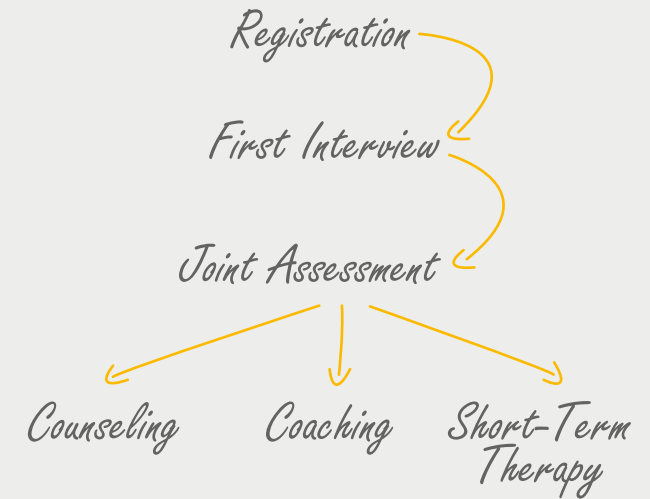 Registration
First Interview
Joint Assessment
Counseling
Coaching
Short-Term
Therapy